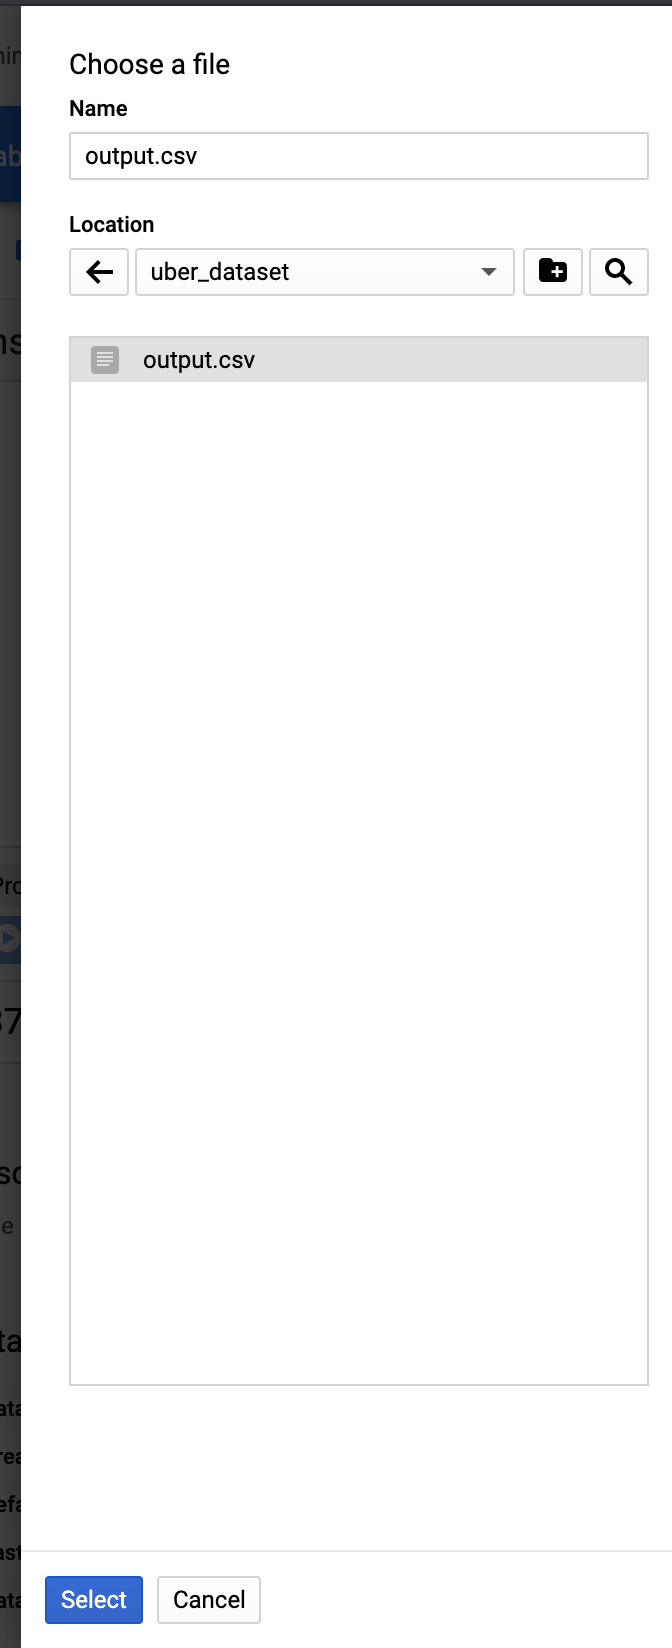 Choose a file
Name
output.csv
Location
uber_dataset
output.csv
Select
Cancel